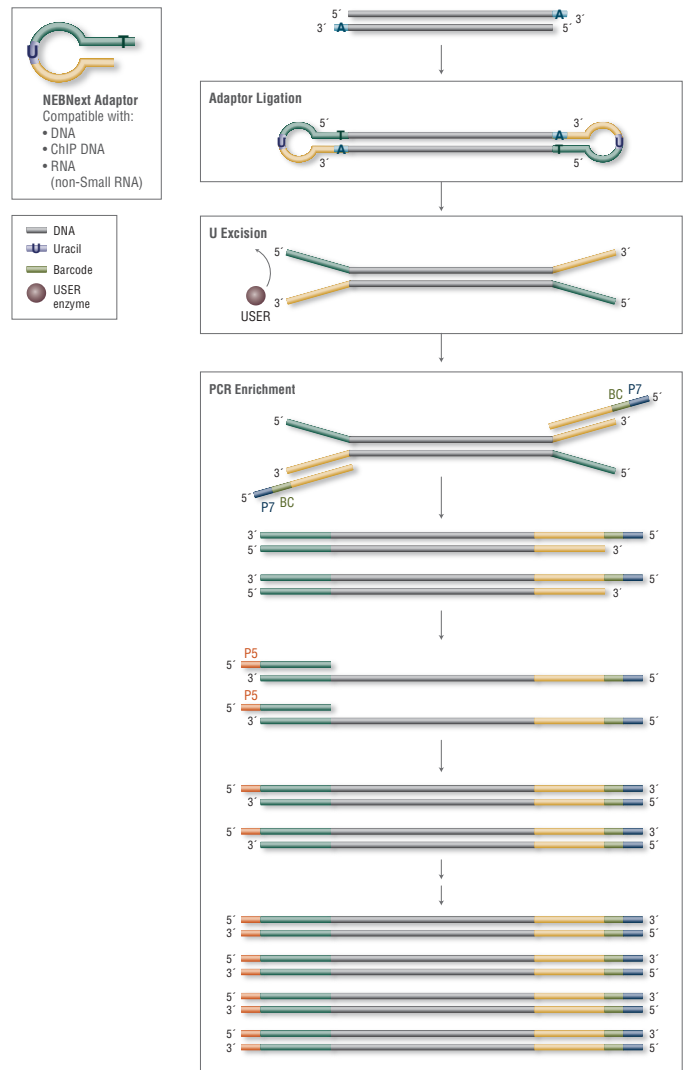 5´
A
3´
3´
A
5´
T
U
NEBNext Adaptor
Compatible with:
• DNA
• ChIP DNA
• RNA
(non-Small RNA)
DNA
U Uracil
Barcode
USER
enzyme
Adaptor Ligation
5´
3´
T
A
U
U
A
T
3´
5´
U Excision
5´
3´
3´
5´
USER
PCR Enrichment
BC P7
5´
5´
3´
3´
5´
5´
P7 BC
3´
5´
5´
3´
3´
5´
5´
3´
P5
5´
3´
5´
P5
5´
3´
5´
5´
3´
3´
5´
5´
3´
3´
5´
5´
3´
3´
5´
5´
3´
3´
5´
5´
3´
3´
5´
5´
3´
3´
5´